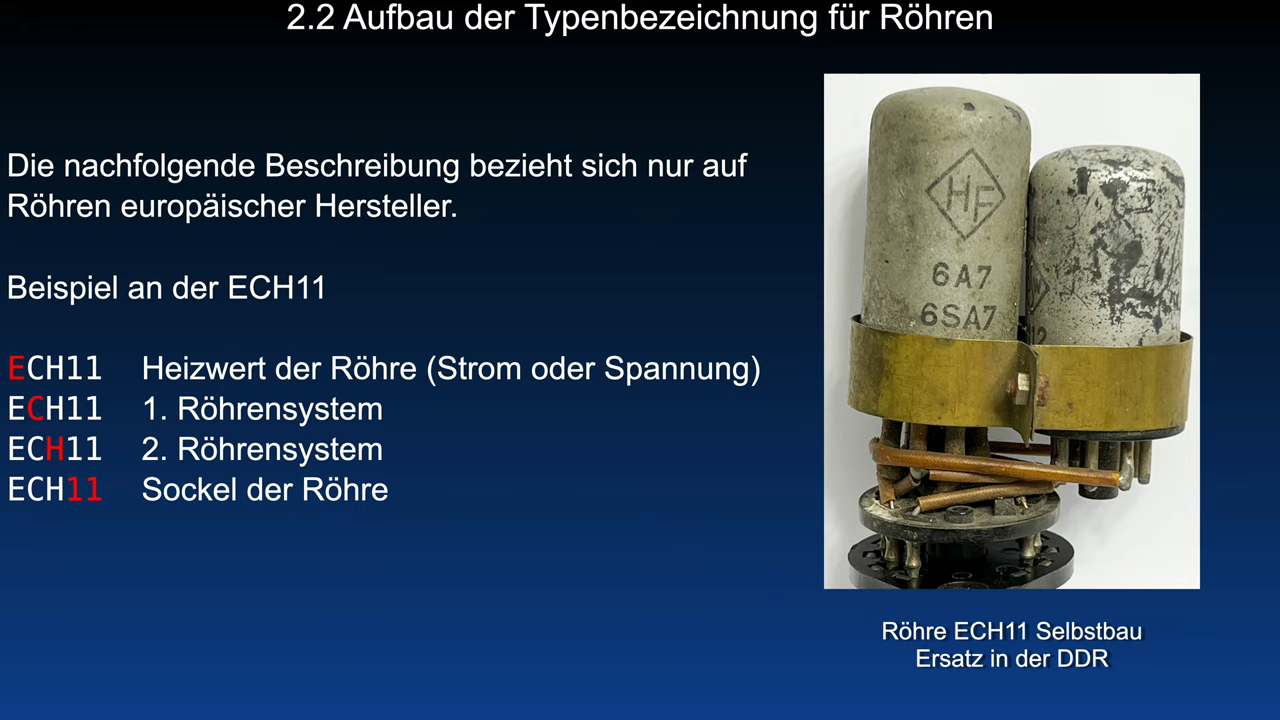 2.2 Aufbau der Typenbezeichnung für Röhren
Die nachfolgende Beschreibung bezieht sich nur auf
Röhren europäischer Hersteller.
Beispiel an der ECH11
ECH11 Heizwert der Röhre (Strom oder Spannung)
ECH11 1. Röhrensystem
ECH11 2. Röhrensystem
ECH11 Sockel der Röhre
HF
6A7
6SA7
Röhre ECH11 Selbstbau
Ersatz in der DDR